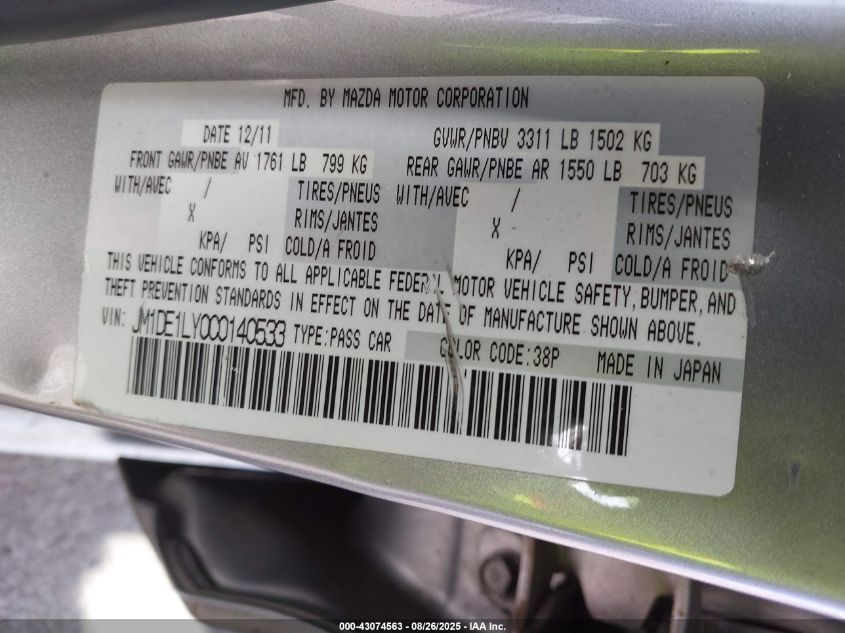 MFD. BY MAZDA MOTOR CORPORATION
DATE 12/11 GVWR/PNBV 3311 LB 1502 KG
FRONT GAWR/PNBE AV 1761 LB 799 KG REAR GAWR/PNBE AR 1550 LB 703 KG
WITH/AVEC / TIRES/PNEUS WITH/AVEC / TIRES/PNEUS
X RIMS/JANTES X RIMS/JANTES
KPA/ PSI COLD/A FROID KPA/ PSI COLD/A FROID
THIS VEHICLE CONFORMS TO ALL APPLICABLE FEDERAL MOTOR VEHICLE SAFETY, BUMPER, AND
THEFT PREVENTION STANDARDS IN EFFECT ON THE DATE OF MANUFACTURE SHOWN ABOVE.
VIN: JM1DE1LY0C0140533 TYPE:PASS CAR COLOR CODE:38P MADE IN JAPAN
000-43074563 - 08/26/2025 - IAA Inc.